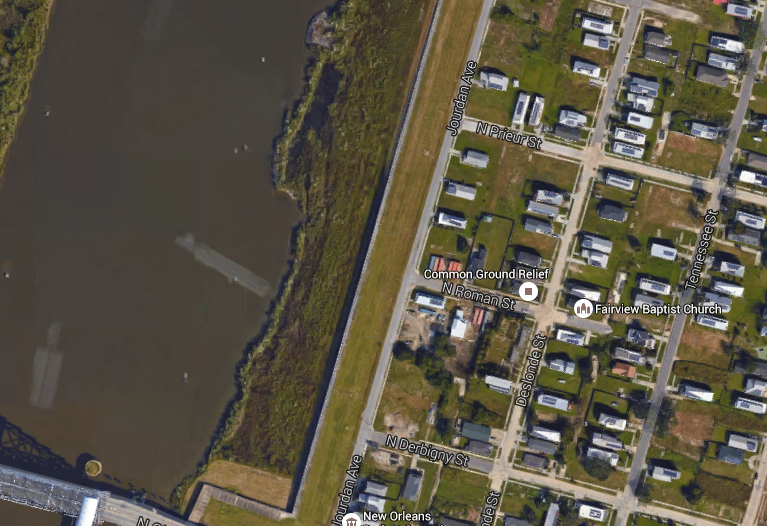 Jourdan Ave
N Prieur St
Tennessee St
Common Ground Relief
N Roman St
Fairview Baptist Church
Deslonde St
N Derbigny St
Jourdan Ave
New Orleans